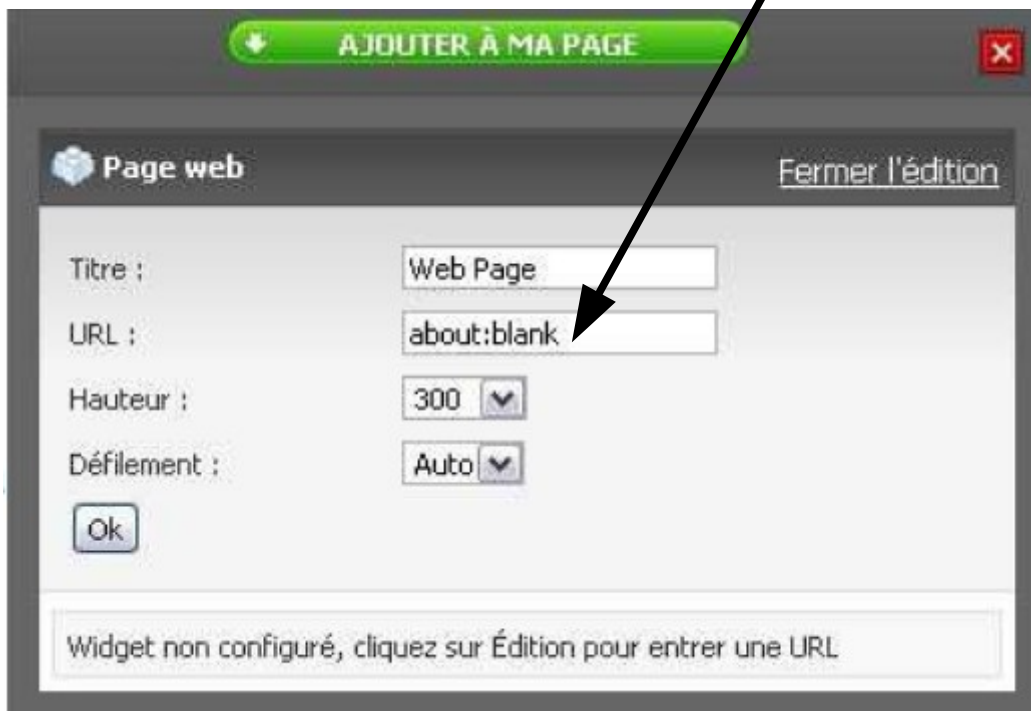 AJOUTER À MA PAGE
Page web
Fermer l'édition
Titre :
Web Page
URL :
about:blank
Hauteur :
300
Défilement :
Auto
Ok
Widget non configuré, cliquez sur Édition pour entrer une URL